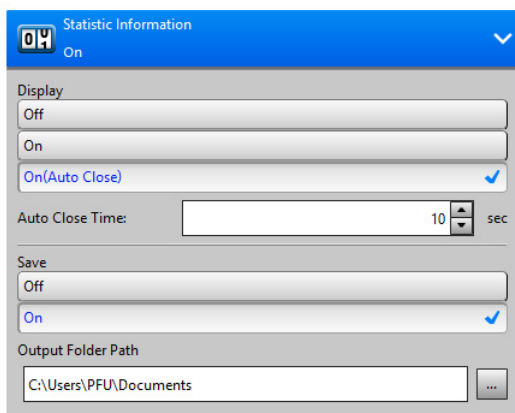 Statistic Information
On
Display
Off
On
On(Auto Close)
Auto Close Time: 10 sec
Save
Off
On
Output Folder Path
C:\Users\PFU\Documents ...